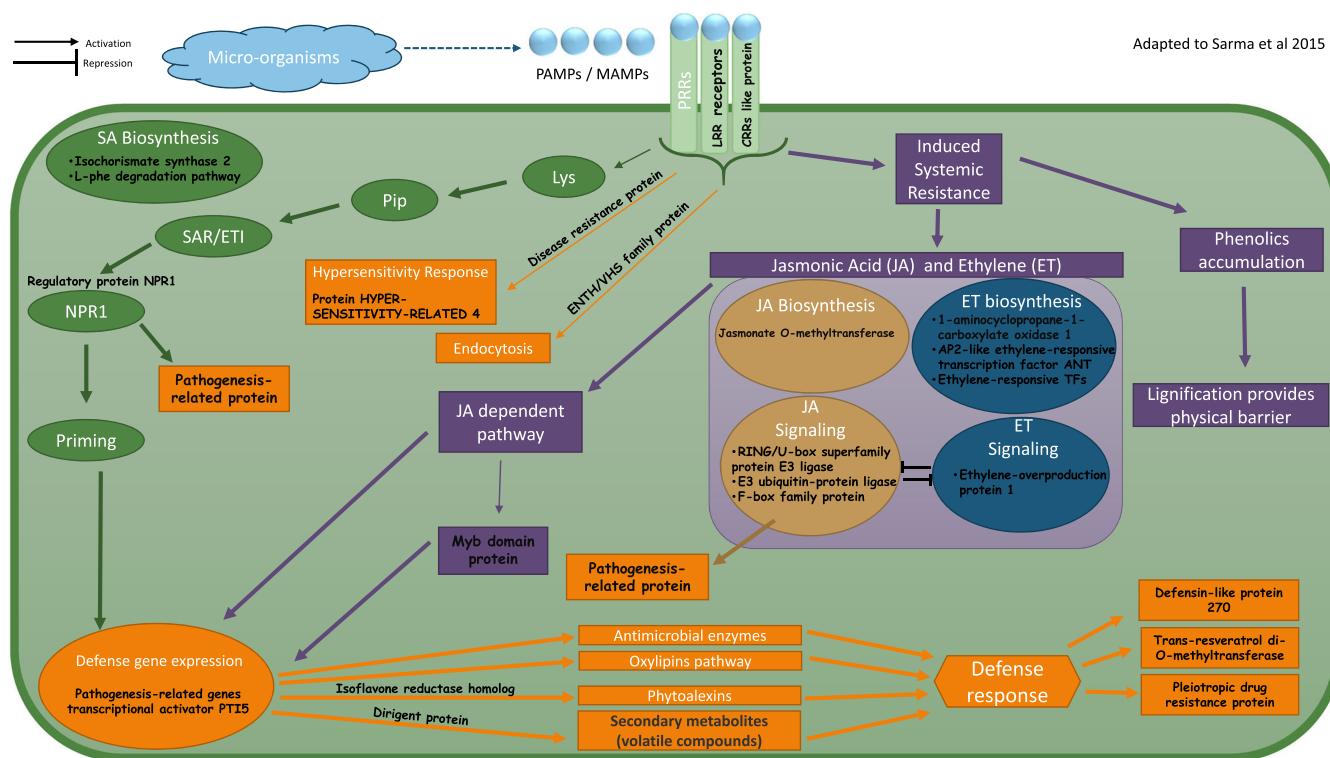 Activation
Repression
Micro-organisms
PAMPs / MAMPs
PRRs
LRR receptors
CRRs like protein
Adapted to Sarma et al 2015
SA Biosynthesis
•Isochorismate synthase 2
•L-phe degradation pathway
Lys
Pip
SAR/ETI
Regulatory protein NPR1
NPR1
Pathogenesis-
related protein
Priming
Disease resistance protein
ENTH/VHS family protein
Hypersensitivity Response
Protein HYPER-
SENSITIVITY-RELATED 4
Endocytosis
Induced
Systemic
Resistance
Phenolics
accumulation
Lignification provides
physical barrier
Jasmonic Acid (JA) and Ethylene (ET)
JA Biosynthesis
Jasmonate O-methyltransferase
ET biosynthesis
•1-aminocyclopropane-1-
carboxylate oxidase 1
•AP2-like ethylene-responsive
transcription factor ANT
•Ethylene-responsive TFs
JA
Signaling
•RING/U-box superfamily
protein E3 ligase
•E3 ubiquitin-protein ligase
•F-box family protein
ET
Signaling
•Ethylene-overproduction
protein 1
JA dependent
pathway
Myb domain
protein
Pathogenesis-
related protein
Defense gene expression
Pathogenesis-related genes
transcriptional activator PTI5
Isoflavone reductase homolog
Dirigent protein
Antimicrobial enzymes
Oxylipins pathway
Phytoalexins
Secondary metabolites
(volatile compounds)
Defense
response
Defensin-like protein
270
Trans-resveratrol di-
O-methyltransferase
Pleiotropic drug
resistance protein